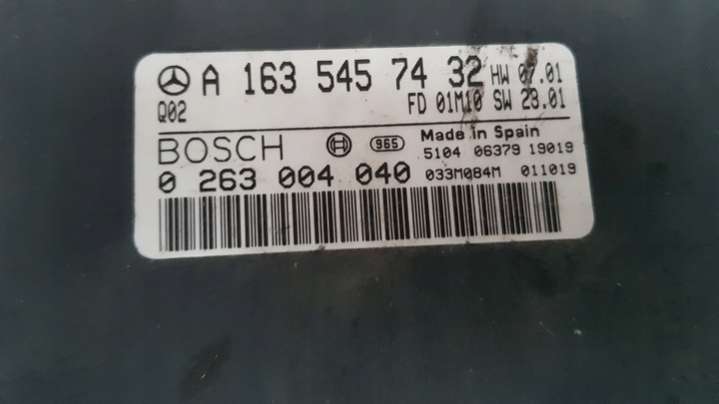 A 163 545 74 32 HW 07.01
Q02 FD 01M10 SW 23.01
BOSCH 965 Made in Spain
5104 06379 19019
0 263 004 040 033M084M 011019